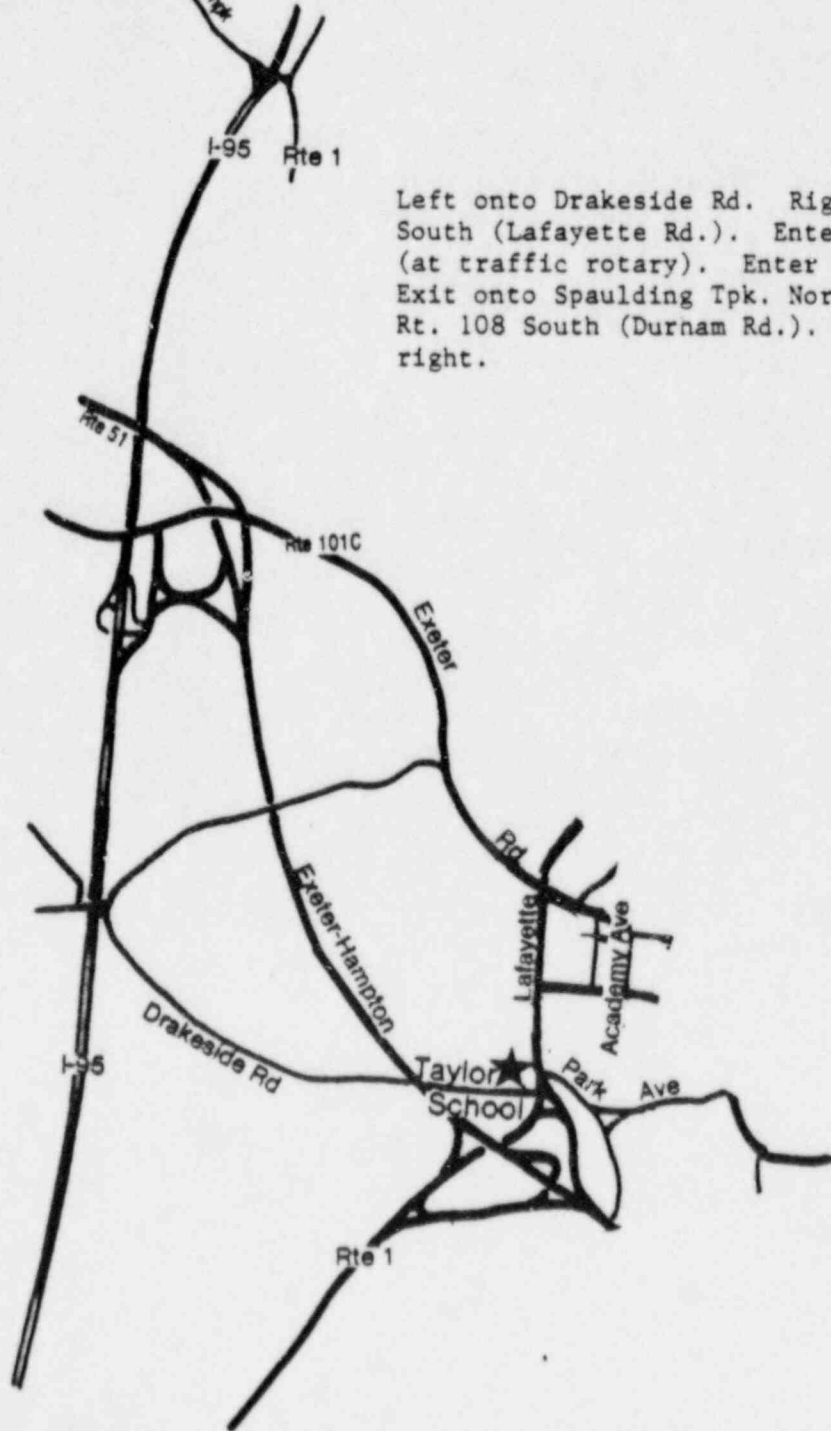 I-95 Rte 1
Left onto Drakeside Rd. Rig
South (Lafayette Rd.). Ente
(at traffic rotary). Enter
Exit onto Spaulding Tpk. Nor
Rt. 108 South (Durnam Rd.).
right.
Rte 51
Rte 101C
Exeter
Rd
Exeter-Hampton
Lafayette
Academy Ave
Drakeside Rd
I-95
Taylor
School
Park Ave
Rte 1